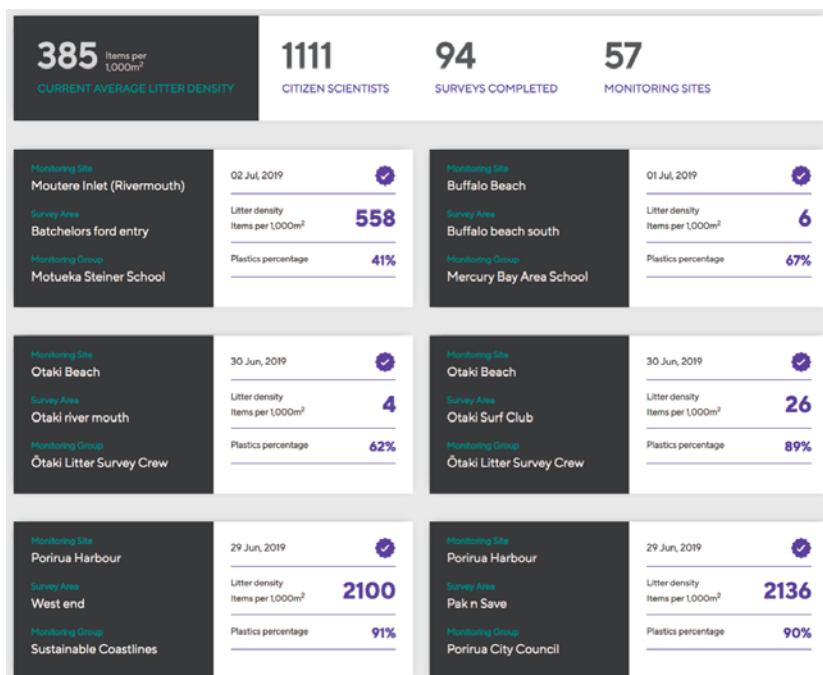 385 Items per
1,000m²
CURRENT AVERAGE LITTER DENSITY
1111
CITIZEN SCIENTISTS
94
SURVEYS COMPLETED
57
MONITORING SITES
Monitoring Site
Moutere Inlet (Rivermouth)
Survey Area
Batchelors ford entry
Monitoring Group
Motueka Steiner School
02 Jul, 2019
Litter density
Items per 1,000m²
558
Plastics percentage
41%
Monitoring Site
Buffalo Beach
Survey Area
Buffalo beach south
Monitoring Group
Mercury Bay Area School
01 Jul, 2019
Litter density
Items per 1,000m²
6
Plastics percentage
67%
Monitoring Site
Otaki Beach
Survey Area
Otaki river mouth
Monitoring Group
Ōtaki Litter Survey Crew
30 Jun, 2019
Litter density
Items per 1,000m²
4
Plastics percentage
62%
Monitoring Site
Otaki Beach
Survey Area
Otaki Surf Club
Monitoring Group
Ōtaki Litter Survey Crew
30 Jun, 2019
Litter density
Items per 1,000m²
26
Plastics percentage
89%
Monitoring Site
Porirua Harbour
Survey Area
West end
Monitoring Group
Sustainable Coastlines
29 Jun, 2019
Litter density
Items per 1,000m²
2100
Plastics percentage
91%
Monitoring Site
Porirua Harbour
Survey Area
Pak n Save
Monitoring Group
Porirua City Council
29 Jun, 2019
Litter density
Items per 1,000m²
2136
Plastics percentage
90%